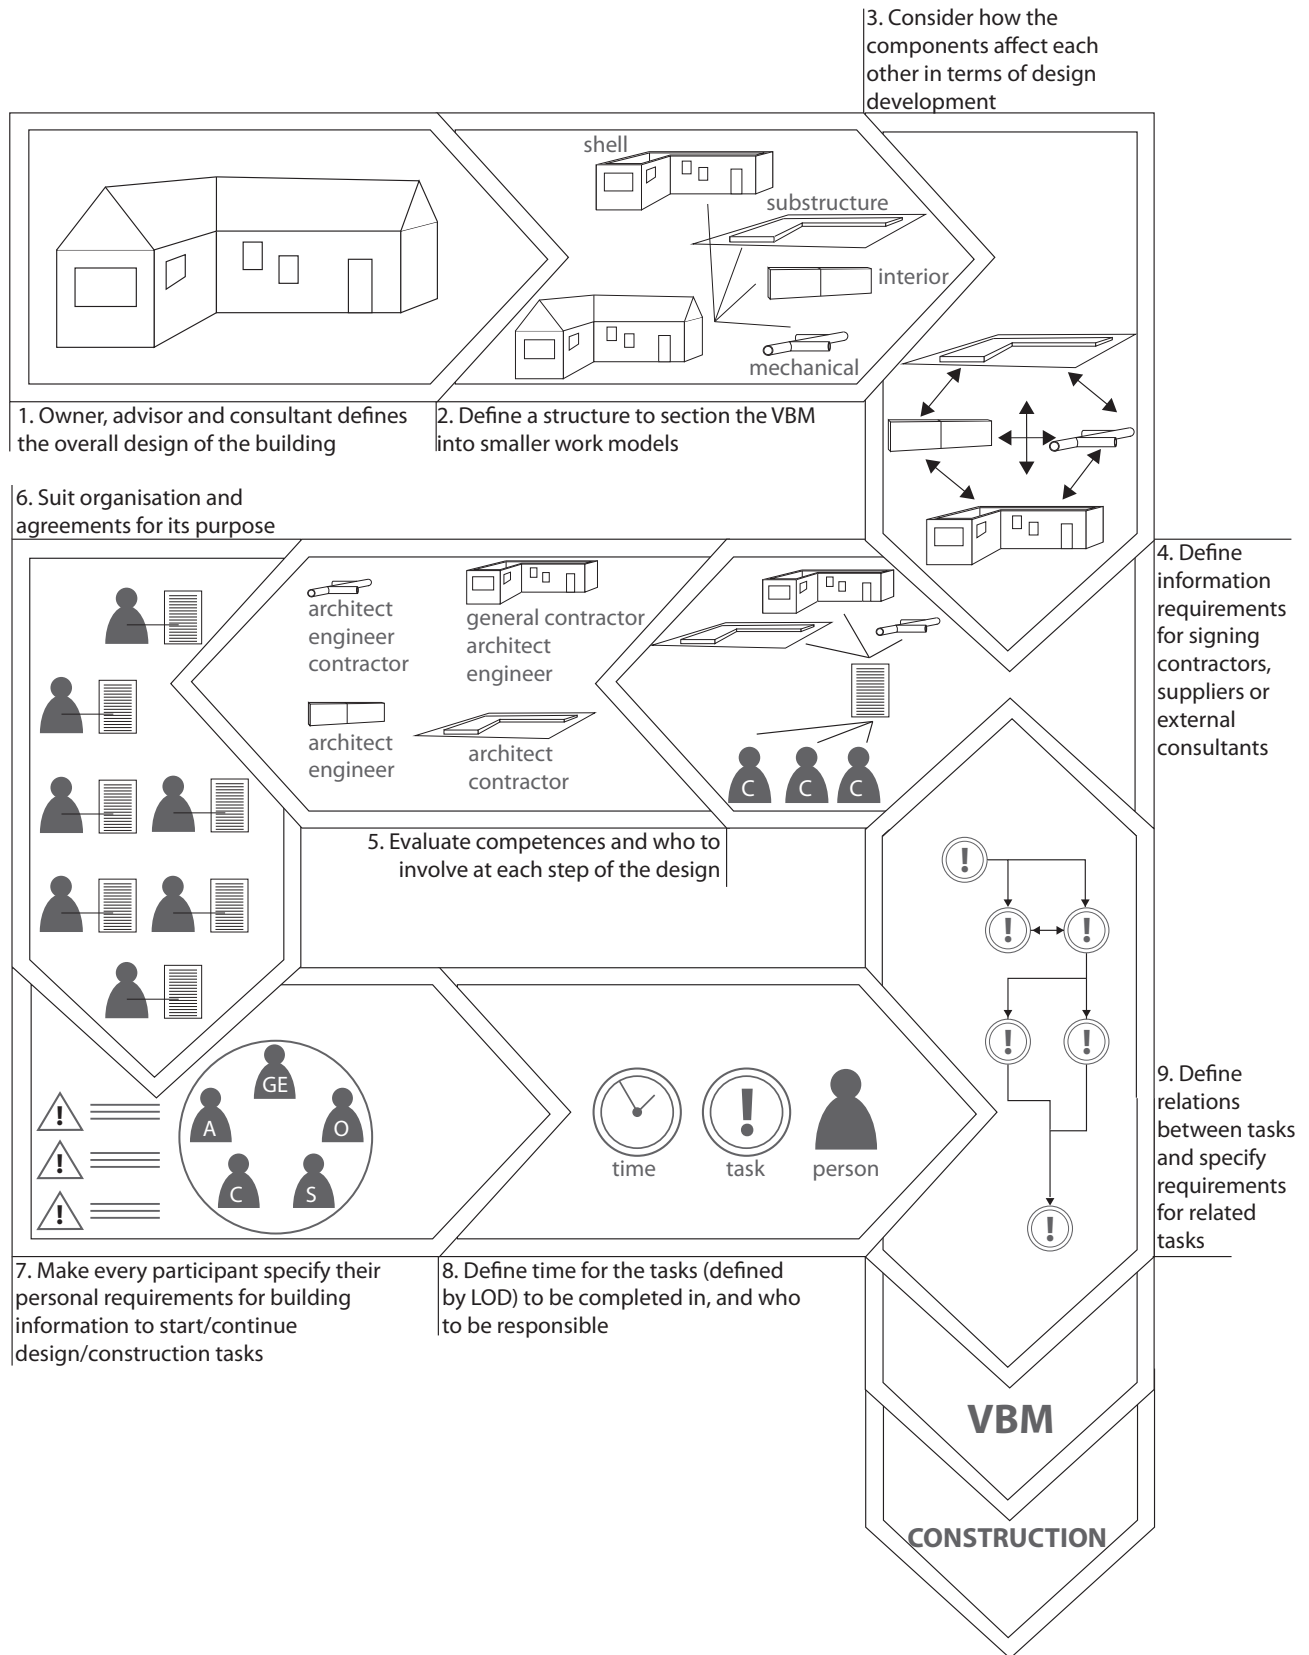 3. Consider how the
components affect each
other in terms of design
development
shell
substructure
interior
mechanical
1. Owner, advisor and consultant defines
the overall design of the building
2. Define a structure to section the VBM
into smaller work models
4. Define
information
requirements
for signing
contractors,
suppliers or
external
consultants
C C C
architect
engineer
contractor
general contractor
architect
engineer
architect
engineer
architect
contractor
5. Evaluate competences and who to
involve at each step of the design
6. Suit organisation and
agreements for its purpose
!
!
!
GE
A
O
C
S
7. Make every participant specify their
personal requirements for building
information to start/continue
design/construction tasks
!
time
task
person
8. Define time for the tasks (defined
by LOD) to be completed in, and who
to be responsible
!
! !
! !
!
9. Define
relations
between tasks
and specify
requirements
for related
tasks
VBM
CONSTRUCTION